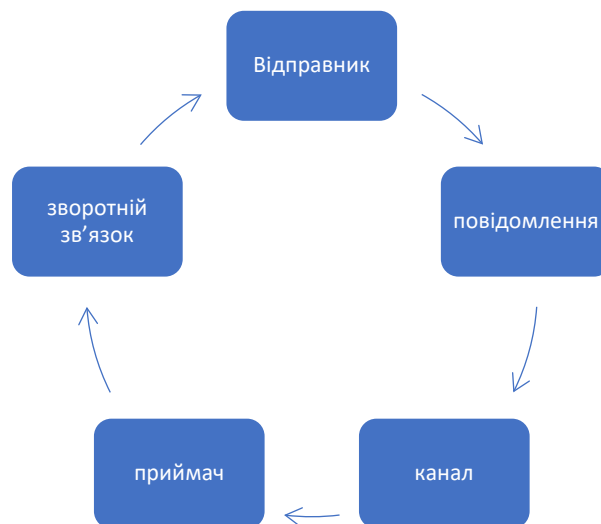 Відправник
повідомлення
канал
приймач
зворотній
зв’язок